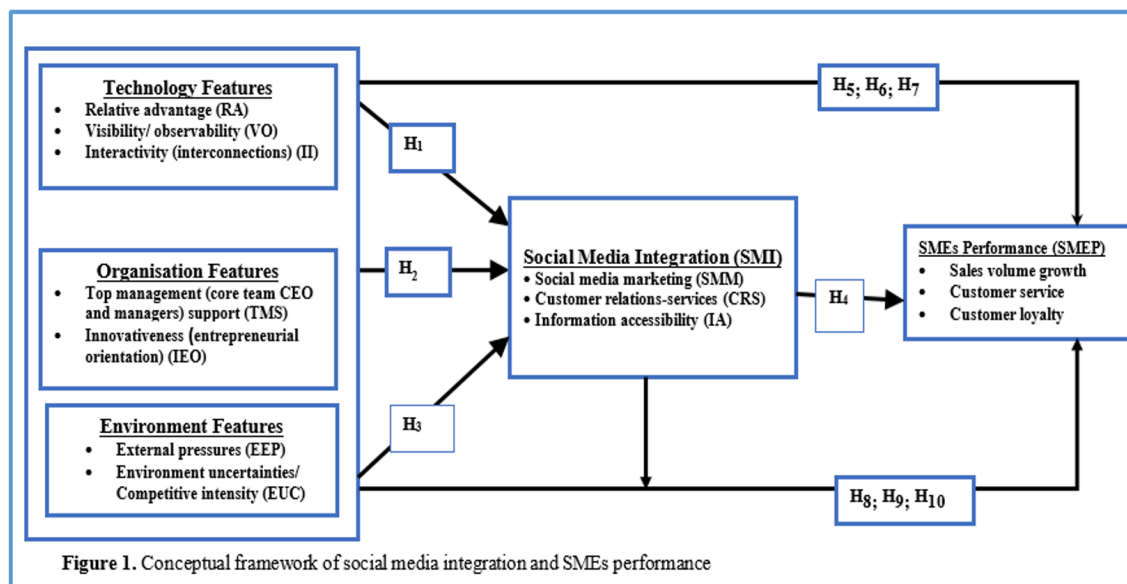 Technology Features
• Relative advantage (RA)
• Visibility/ observability (VO)
• Interactivity (interconnections) (II)
Organisation Features
• Top management (core team CEO
and managers) support (TMS)
• Innovativeness (entrepreneurial
orientation) (IEO)
Environment Features
• External pressures (EEP)
• Environment uncertainties/
Competitive intensity (EUC)
H1
H2
H3
Social Media Integration (SMI)
• Social media marketing (SMM)
• Customer relations-services (CRS)
• Information accessibility (IA)
H4
H5; H6; H7
SMEs Performance (SMEP)
• Sales volume growth
• Customer service
• Customer loyalty
H8; H9; H10
Figure 1. Conceptual framework of social media integration and SMEs performance